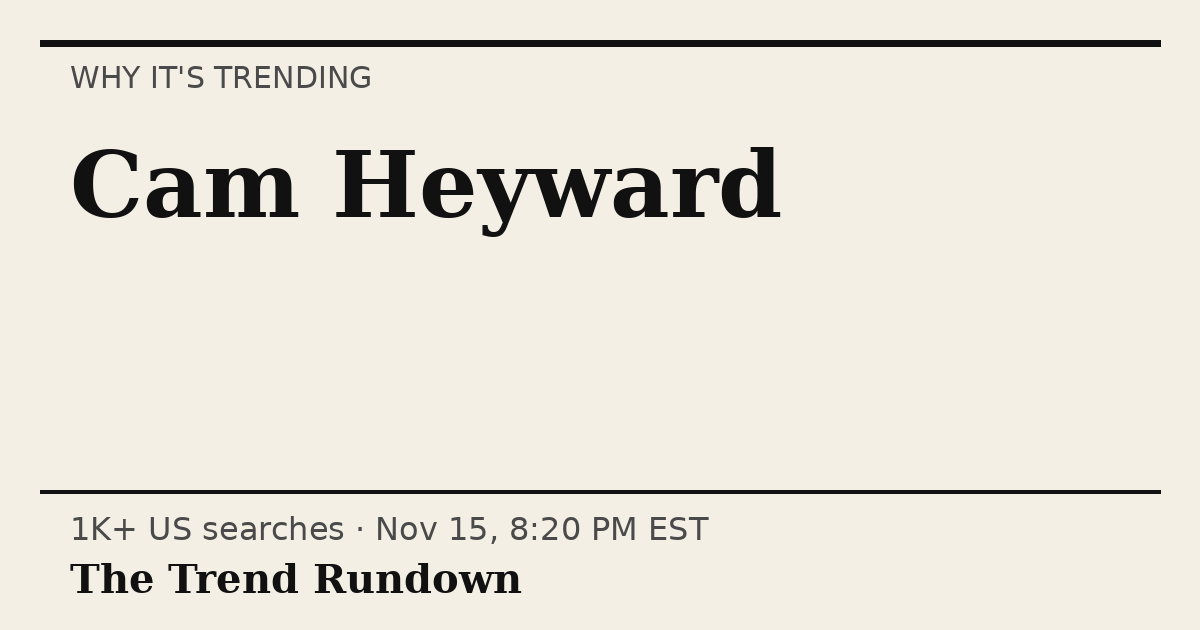 WHY IT'S TRENDING
Cam Heyward
1K+ US searches · Nov 15, 8:20 PM EST
The Trend Rundown